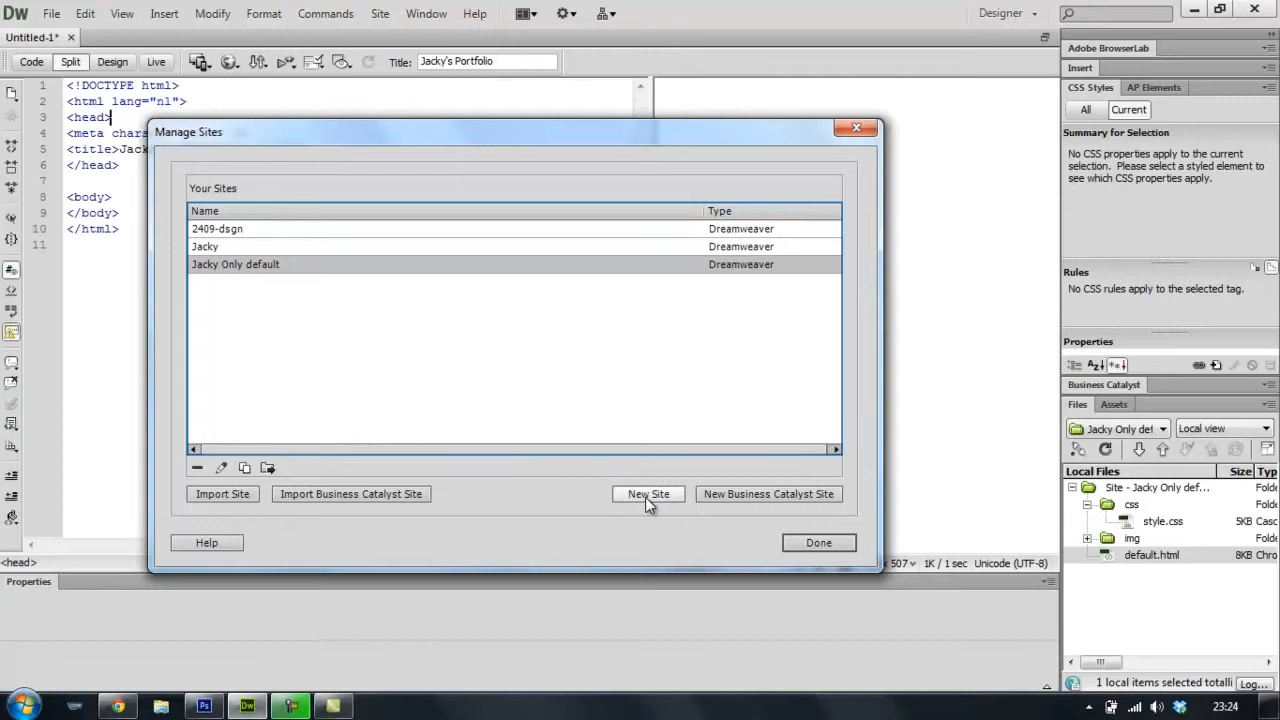 DW File Edit View Insert Modify Format Commands Site Window Help Designer
Untitled-1* ×
Code Split Design Live Title: Jacky's Portfolio
1 <!DOCTYPE html>
2 <html lang="nl">
3 <head>
4 <meta chars
5 <title>Jack
6 </head>
7
8 <body>
9 </body>
10 </html>
11
Manage Sites
Your Sites
Name Type
2409-dsgn Dreamweaver
Jacky Dreamweaver
Jacky Only default Dreamweaver
Import Site Import Business Catalyst Site New Site New Business Catalyst Site
Help Done
<head> 507 1K / 1 sec Unicode (UTF-8)
Properties
Adobe BrowserLab
Insert
CSS Styles AP Elements
All Current
Summary for Selection
No CSS properties apply to the current
selection. Please select a styled element
to see which CSS properties apply.
Rules
No CSS rules apply to the selected tag.
Properties
Business Catalyst
Files Assets
Jacky Only def Local view
Local Files Size Type
Site - Jacky Only def... Folde
css Folde
style.css 5KB Casc
img Folde
default.html 8KB Chro
1 local items selected totalli Log...
23:24